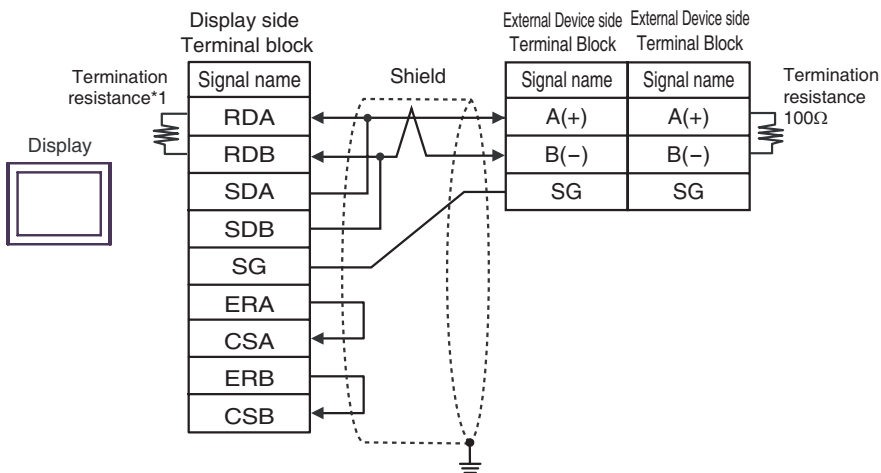 Display side
Terminal block
External Device side
Terminal Block
External Device side
Terminal Block
Termination
resistance*1
Signal name
Shield
Signal name
Signal name
Termination
resistance
100Ω
RDA
A(+)
A(+)
Display
RDB
B(−)
B(−)
SDA
SG
SG
SDB
SG
ERA
CSA
ERB
CSB